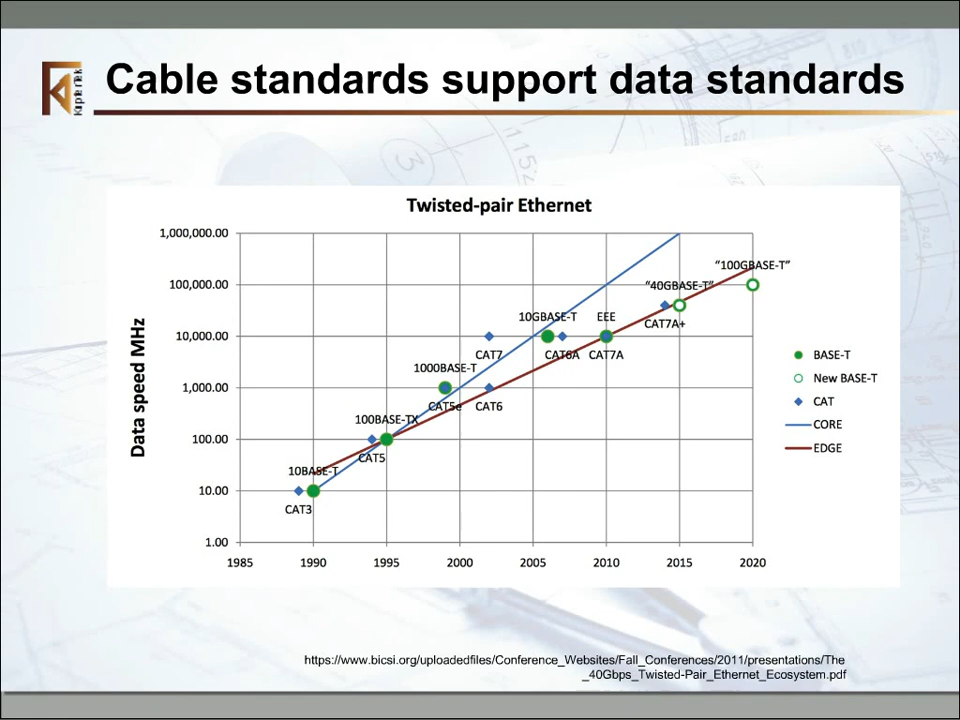 Cable standards support data standards
KapterTek
Twisted-pair Ethernet
1,000,000.00
100,000.00
10,000.00
1,000.00
100.00
10.00
1.00
Data speed MHz
"100GBASE-T"
"40GBASE-T"
CAT7A+
10GBASE-T
EEE
CAT7
CAT6A
CAT7A
1000BASE-T
CAT5e
CAT6
100BASE-TX
CAT5
10BASE-T
CAT3
1985
1990
1995
2000
2005
2010
2015
2020
BASE-T
New BASE-T
CAT
CORE
EDGE
https://www.bicsi.org/uploadedfiles/Conference_Websites/Fall_Conferences/2011/presentations/The
_40Gbps_Twisted-Pair_Ethernet_Ecosystem.pdf
3
1152